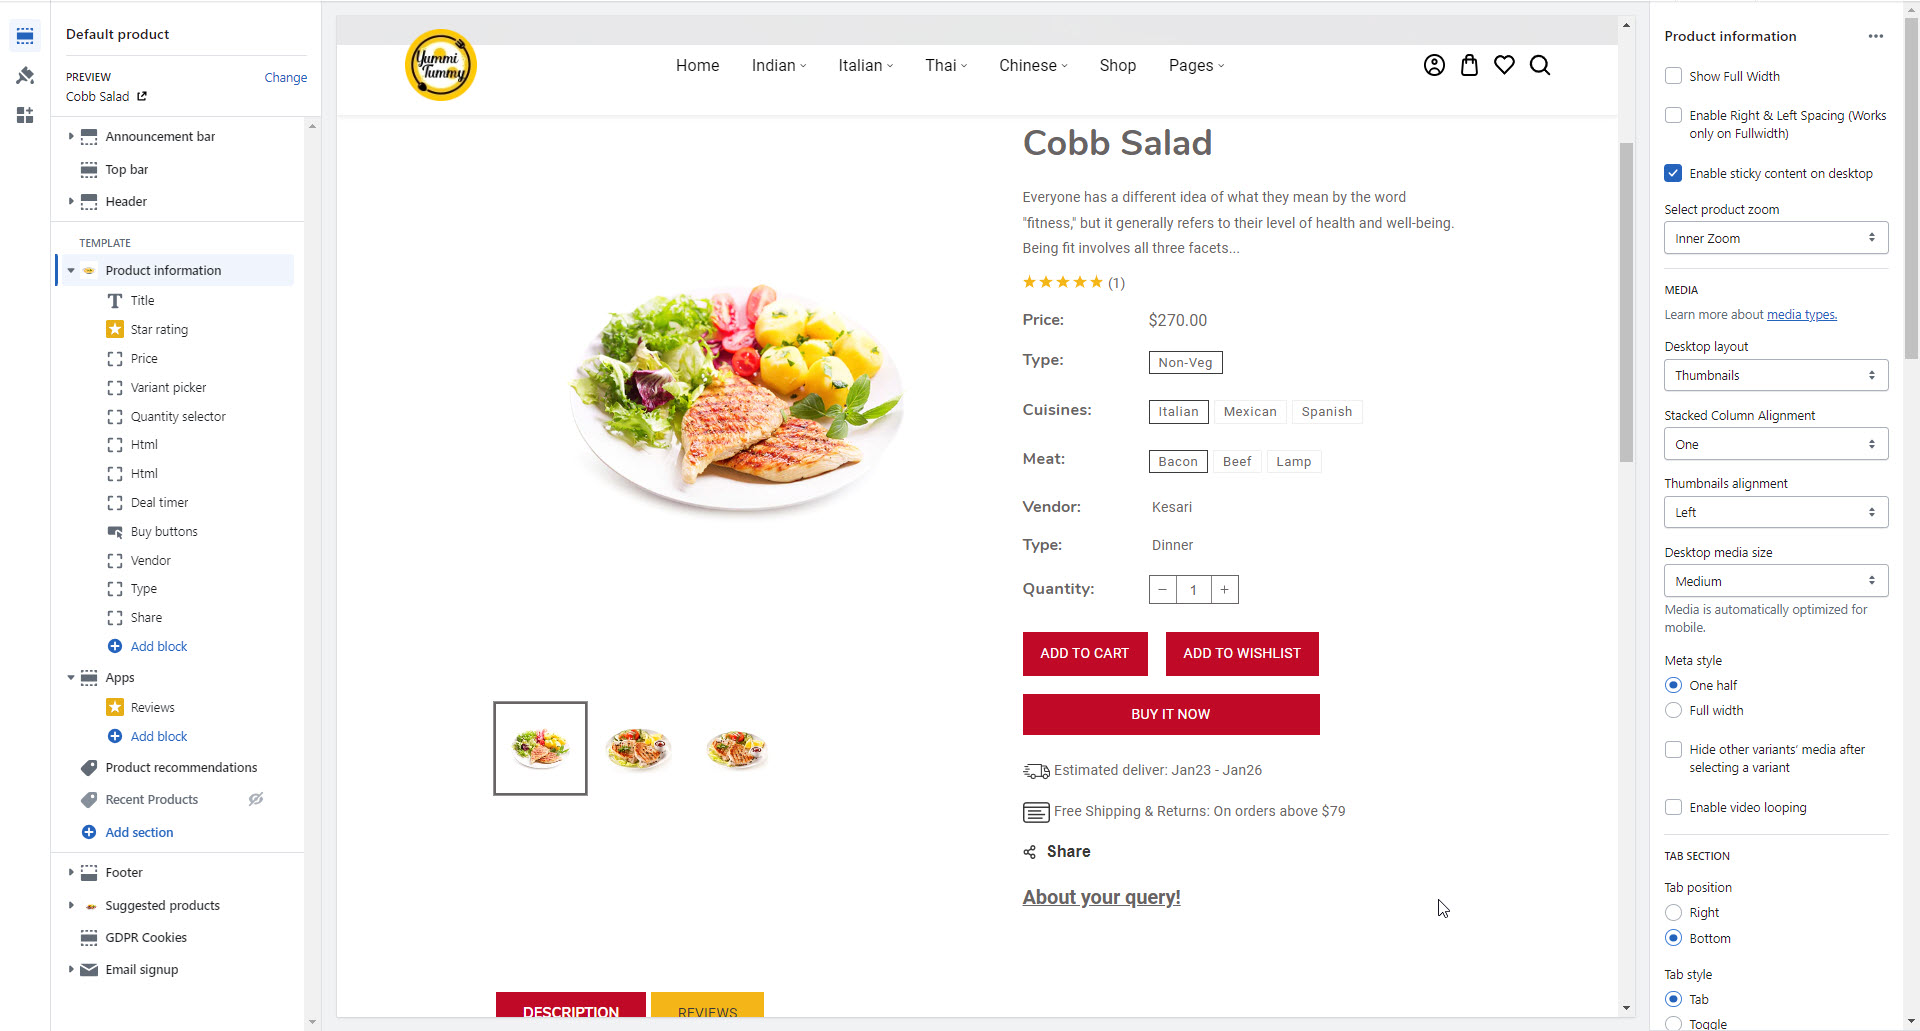 Default product
PREVIEW
Change
Cobb Salad
Announcement bar
Top bar
Header
TEMPLATE
Product information
Title
Star rating
Price
Variant picker
Quantity selector
Html
Html
Deal timer
Buy buttons
Vendor
Type
Share
Add block
Apps
Reviews
Add block
Product recommendations
Recent Products
Add section
Footer
Suggested products
GDPR Cookies
Email signup
Yummi
Tummy
Home
Indian
Italian
Thai
Chinese
Shop
Pages
Cobb Salad
Everyone has a different idea of what they mean by the word
"fitness," but it generally refers to their level of health and well-being.
Being fit involves all three facets...
(1)
Price: $270.00
Type: Non-Veg
Cuisines: Italian Mexican Spanish
Meat: Bacon Beef Lamp
Vendor: Kesari
Type: Dinner
Quantity: − 1 +
ADD TO CART
ADD TO WISHLIST
BUY IT NOW
Estimated deliver: Jan23 - Jan26
Free Shipping & Returns: On orders above $79
Share
About your query!
DESCRIPTION
REVIEWS
Product information
Show Full Width
Enable Right & Left Spacing (Works
only on Fullwidth)
Enable sticky content on desktop
Select product zoom
Inner Zoom
MEDIA
Learn more about media types.
Desktop layout
Thumbnails
Stacked Column Alignment
One
Thumbnails alignment
Left
Desktop media size
Medium
Media is automatically optimized for
mobile.
Meta style
One half
Full width
Hide other variants' media after
selecting a variant
Enable video looping
TAB SECTION
Tab position
Right
Bottom
Tab style
Tab
Toggle